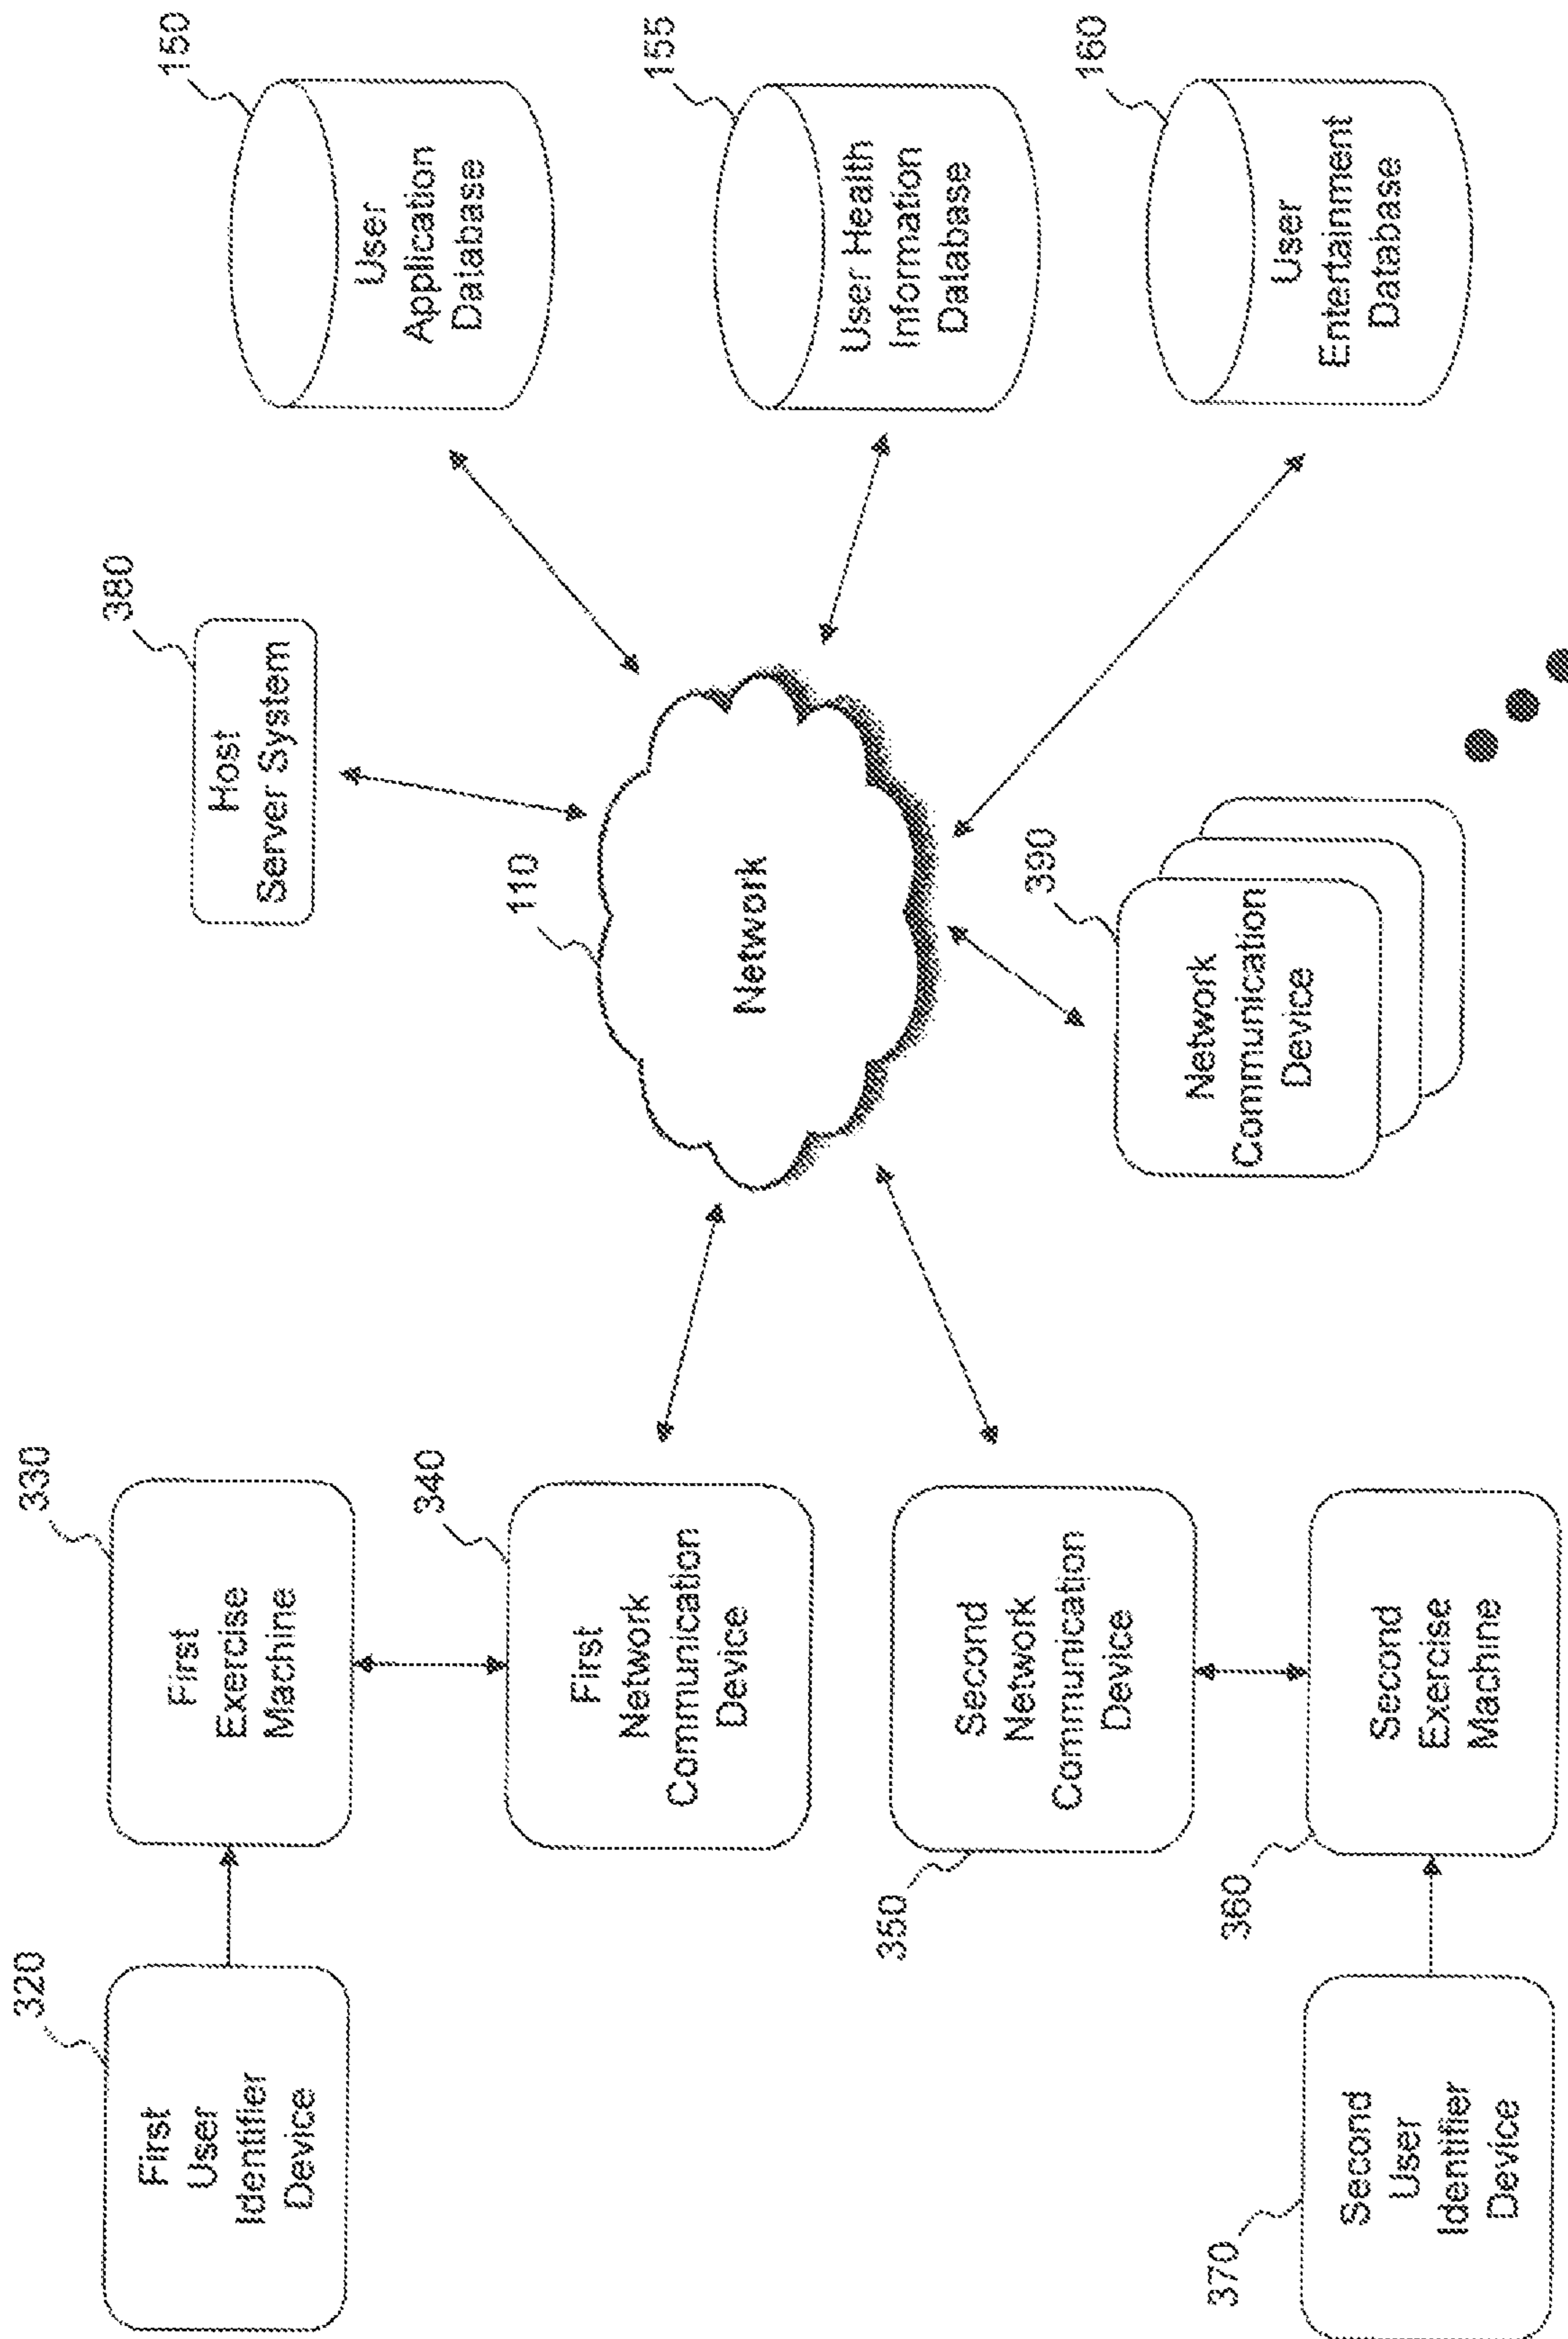 320
First
User
Identifier
Device
330
First
Exercise
Machine
380
Host
Server System
150
User
Application
Database
340
First
Network
Communication
Device
110
Network
155
User Health
Information
Database
350
Second
Network
Communication
Device
390
Network
Communication
Device
160
User
Entertainment
Database
370
Second
User
Identifier
Device
360
Second
Exercise
Machine